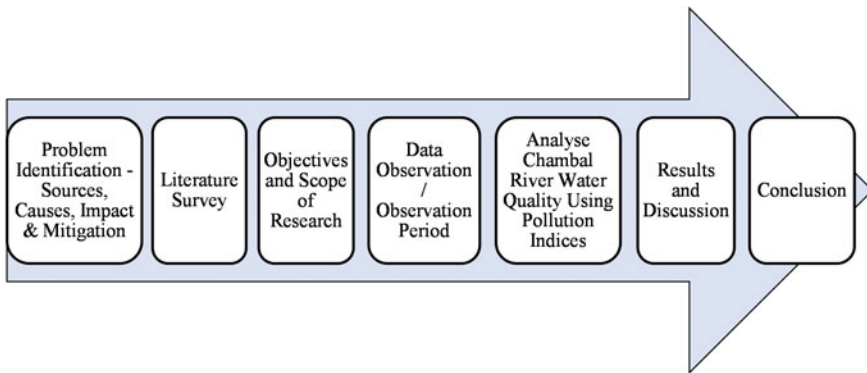 Problem
Identification -
Sources,
Causes, Impact
& Mitigation
Literature
Survey
Objectives
and Scope
of
Research
Data
Observation
/
Observation
Period
Analyse
Chambal
River Water
Quality Using
Pollution
Indices
Results
and
Discussion
Conclusion